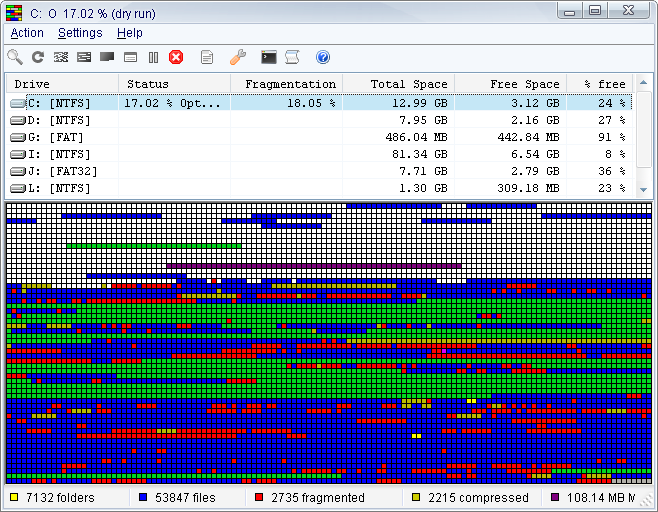 C: O 17.02 % (dry run)
Action Settings Help
Drive Status Fragmentation Total Space Free Space % free
C: [NTFS] 17.02 % Opt... 18.05 % 12.99 GB 3.12 GB 24 %
D: [NTFS] 7.95 GB 2.16 GB 27 %
G: [FAT] 486.04 MB 442.84 MB 91 %
I: [NTFS] 81.34 GB 6.54 GB 8 %
J: [FAT32] 7.71 GB 2.79 GB 36 %
L: [NTFS] 1.30 GB 309.18 MB 23 %
7132 folders 53847 files 2735 fragmented 2215 compressed 108.14 MB M